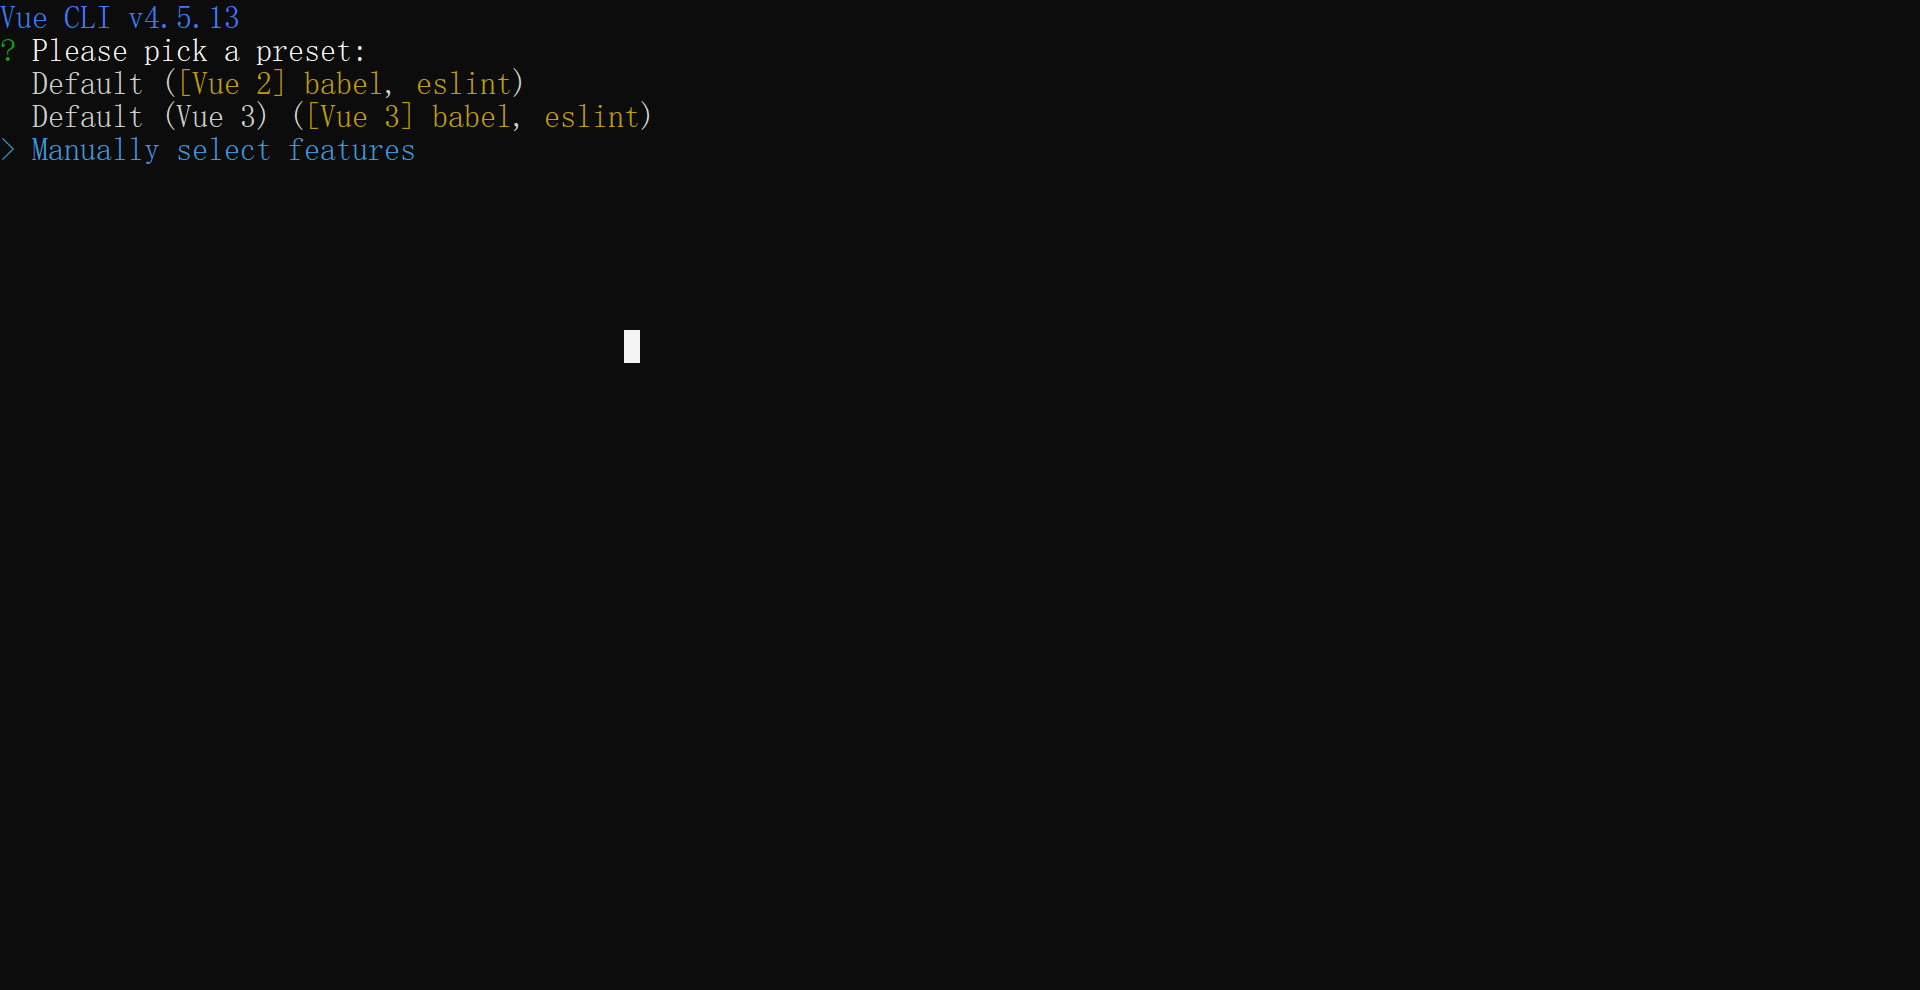 Vue CLI v4.5.13
? Please pick a preset:
Default ([Vue 2] babel, eslint)
Default (Vue 3) ([Vue 3] babel, eslint)
> Manually select features